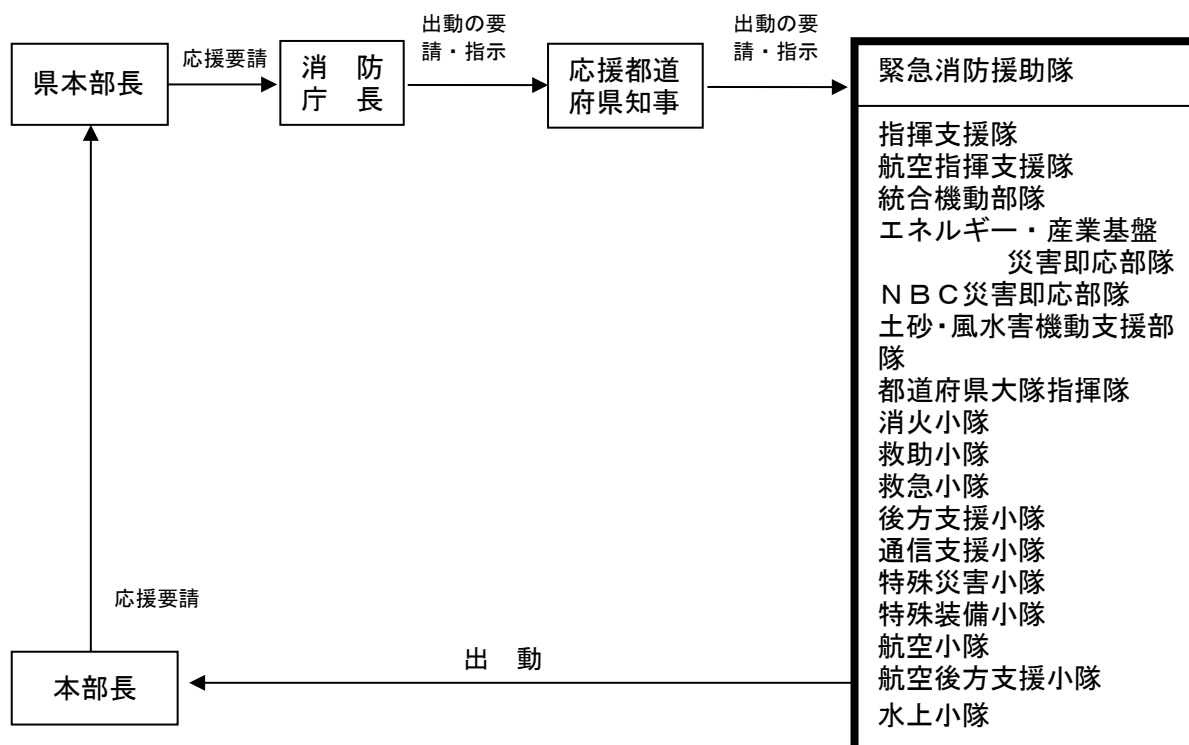 県本部長
応援要請
消　防
庁　長
出動の要
請・指示
応援都道
府県知事
出動の要
請・指示
緊急消防援助隊
指揮支援隊
航空指揮支援隊
統合機動部隊
エネルギー・産業基盤
災害即応部隊
ＮＢＣ災害即応部隊
土砂・風水害機動支援部
隊
都道府県大隊指揮隊
消火小隊
救助小隊
救急小隊
後方支援小隊
通信支援小隊
特殊災害小隊
特殊装備小隊
航空小隊
航空後方支援小隊
水上小隊
応援要請
本部長
出　動